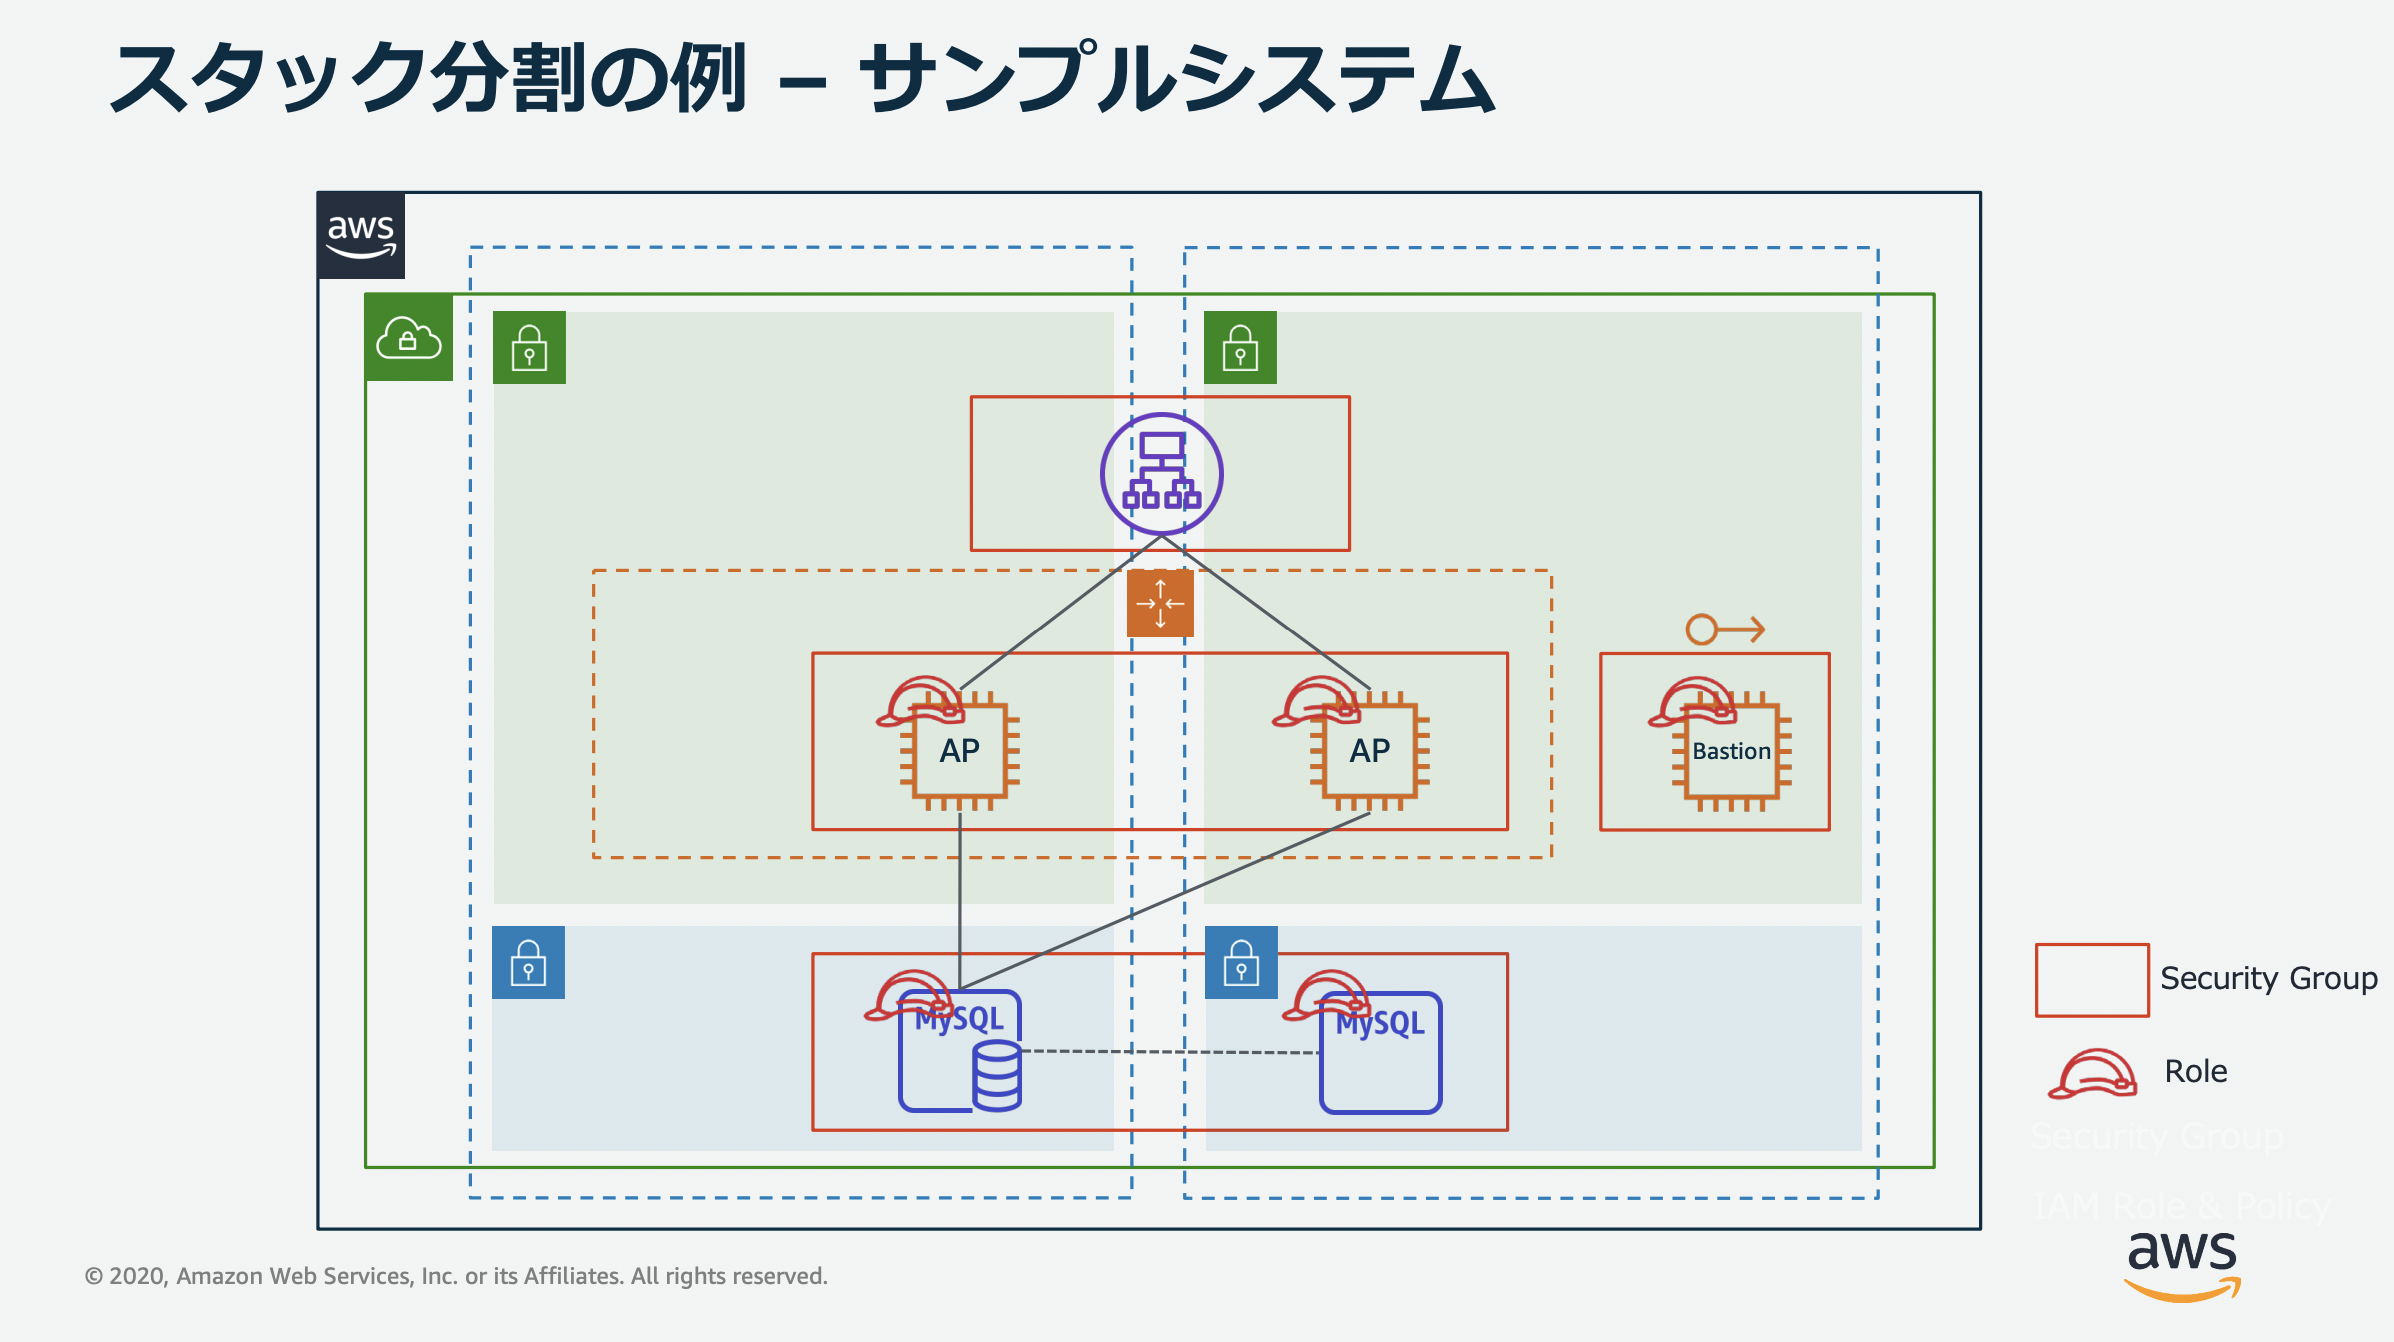 スタック分割の例 – サンプルシステム
aws
AP
AP
Bastion
MySQL
MySQL
Security Group
Role
Security Group
IAM Role & Policy
aws
© 2020, Amazon Web Services, Inc. or its Affiliates. All rights reserved.